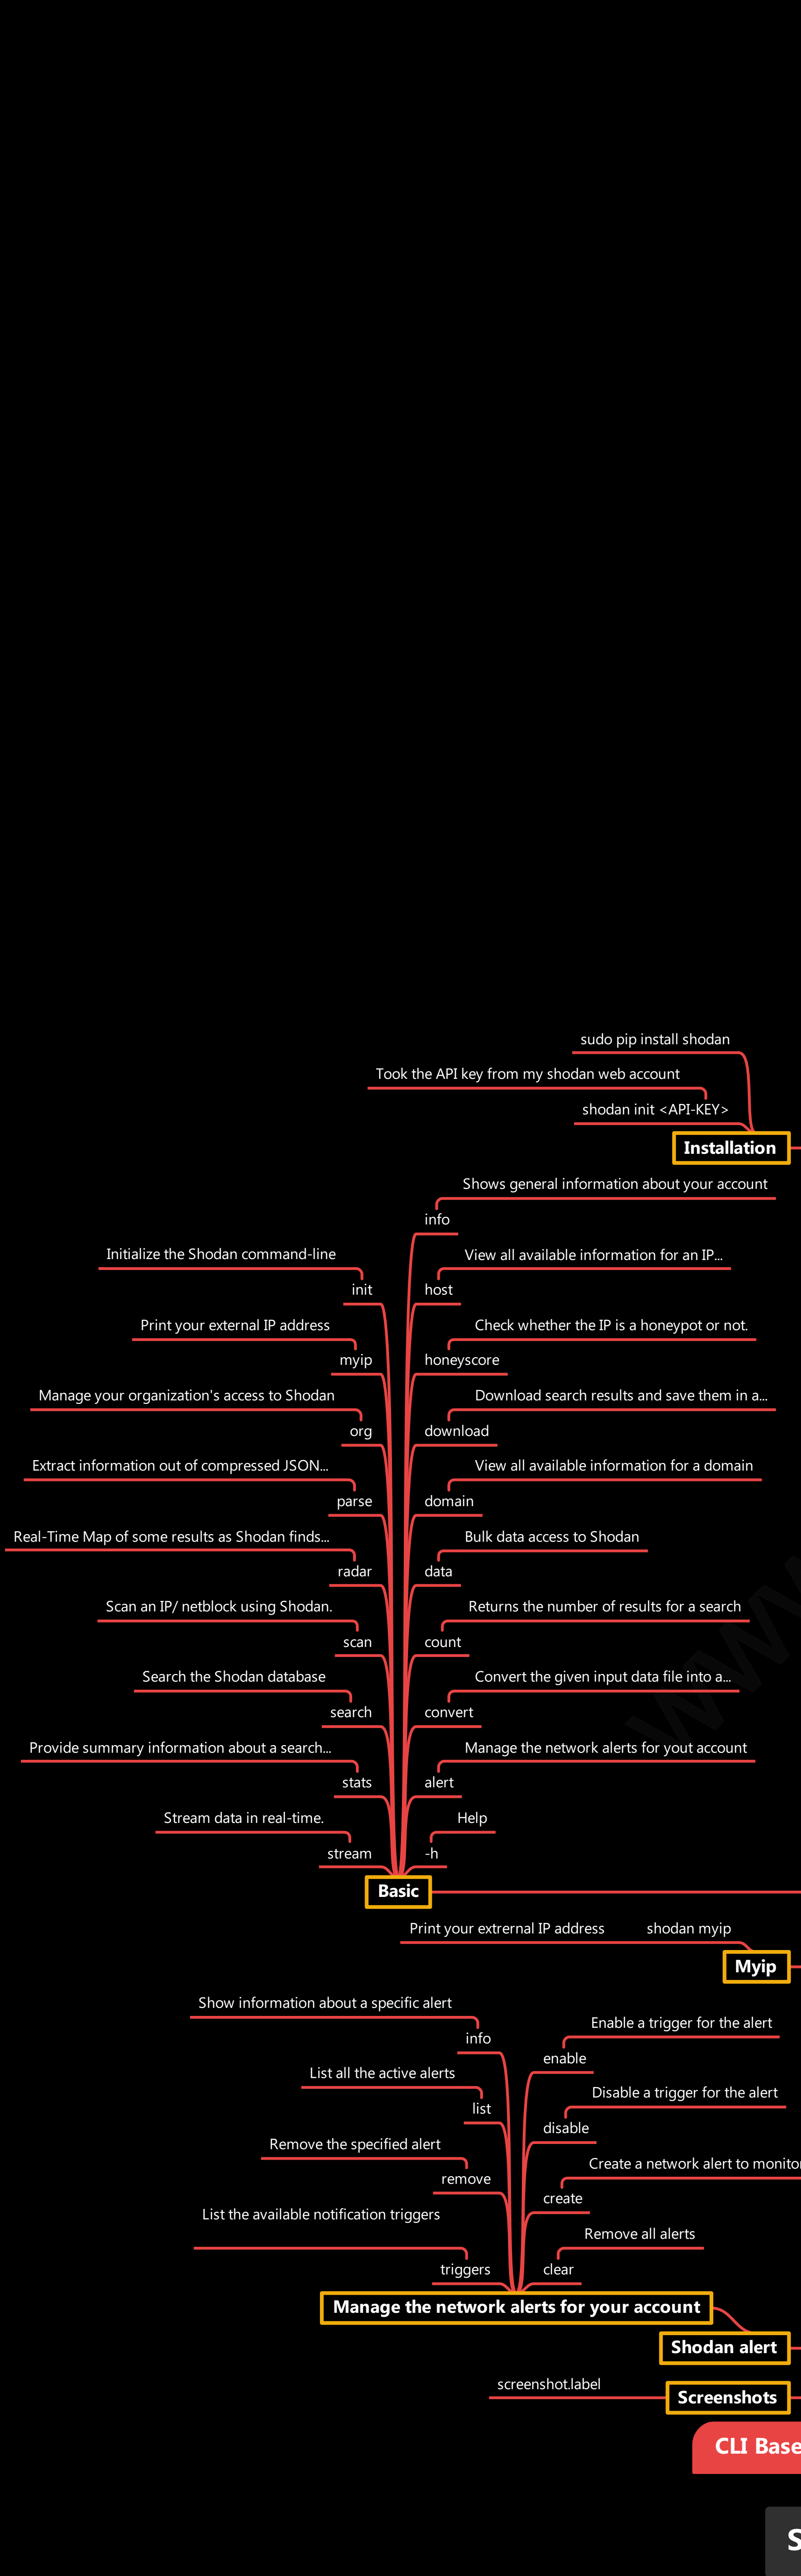 sudo pip install shodan
Took the API key from my shodan web account
shodan init <API-KEY>
Installation
Shows general information about your account
info
Initialize the Shodan command-line
View all available information for an IP...
init
host
Print your external IP address
Check whether the IP is a honeypot or not.
myip
honeyscore
Manage your organization's access to Shodan
Download search results and save them in a...
org
download
Extract information out of compressed JSON...
View all available information for a domain
parse
domain
Real-Time Map of some results as Shodan finds...
Bulk data access to Shodan
radar
data
Scan an IP/ netblock using Shodan.
Returns the number of results for a search
scan
count
Search the Shodan database
Convert the given input data file into a...
search
convert
Provide summary information about a search...
Manage the network alerts for yout account
stats
alert
Stream data in real-time.
Help
stream
-h
Basic
Print your extrernal IP address
shodan myip
Myip
Show information about a specific alert
Enable a trigger for the alert
info
enable
List all the active alerts
Disable a trigger for the alert
list
disable
Remove the specified alert
Create a network alert to monitor
remove
create
List the available notification triggers
Remove all alerts
triggers
clear
Manage the network alerts for your account
Shodan alert
screenshot.label
Screenshots
CLI Base
S